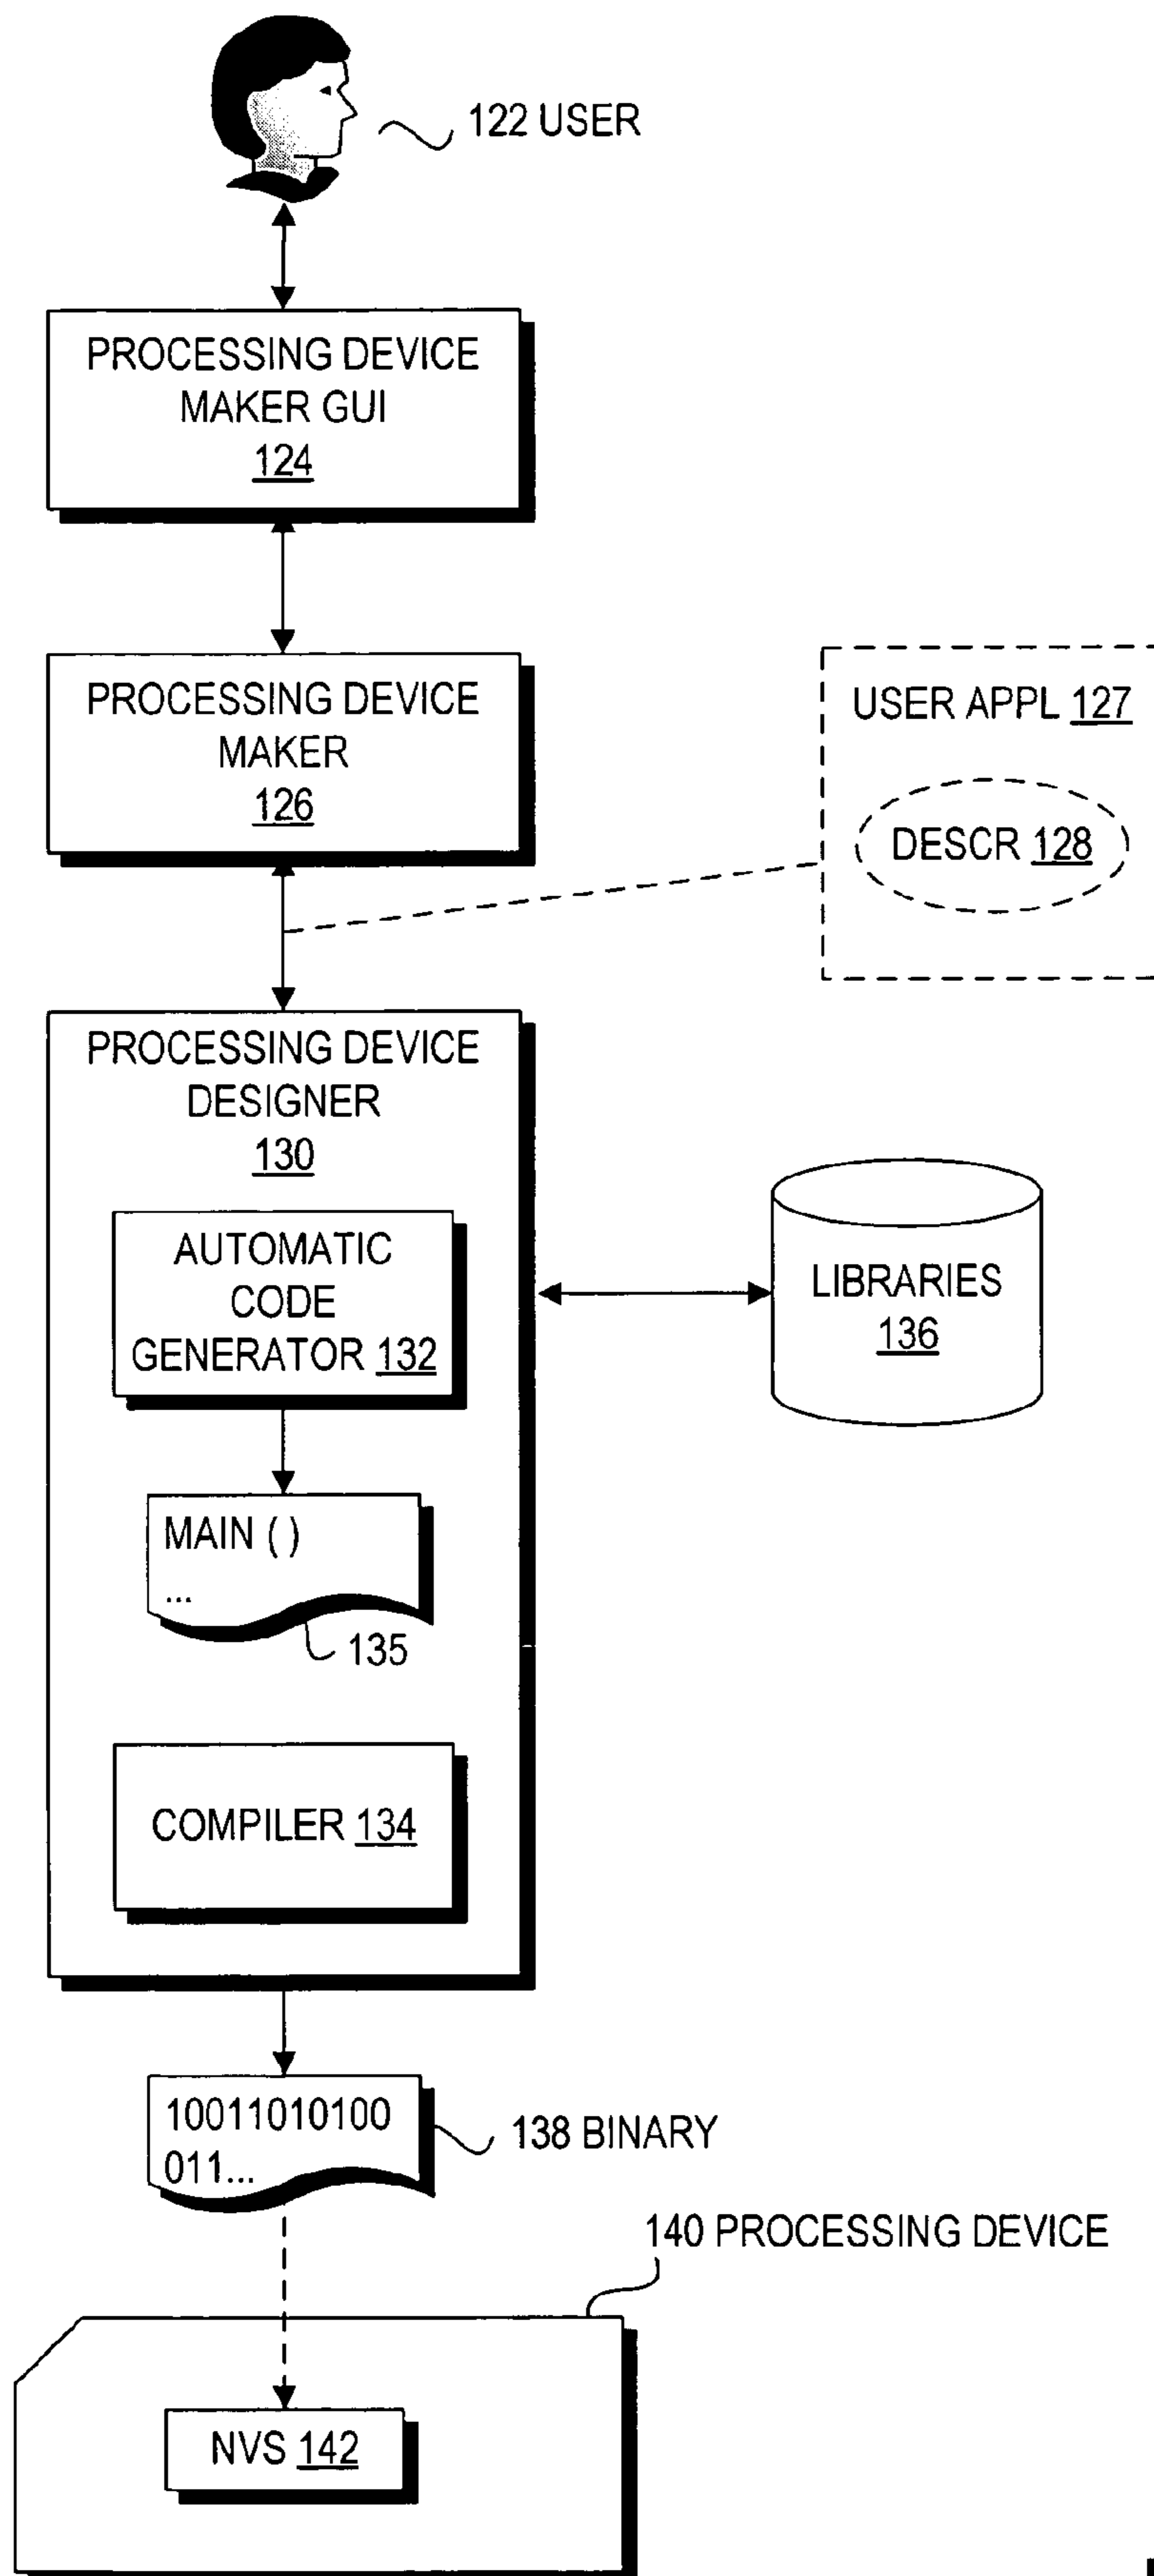 122 USER
PROCESSING DEVICE
MAKER GUI
124
PROCESSING DEVICE
MAKER
126
USER APPL 127
DESCR 128
PROCESSING DEVICE
DESIGNER
130
AUTOMATIC
CODE
GENERATOR 132
LIBRARIES
136
MAIN ( )
...
135
COMPILER 134
10011010100
011...
138 BINARY
140 PROCESSING DEVICE
NVS 142